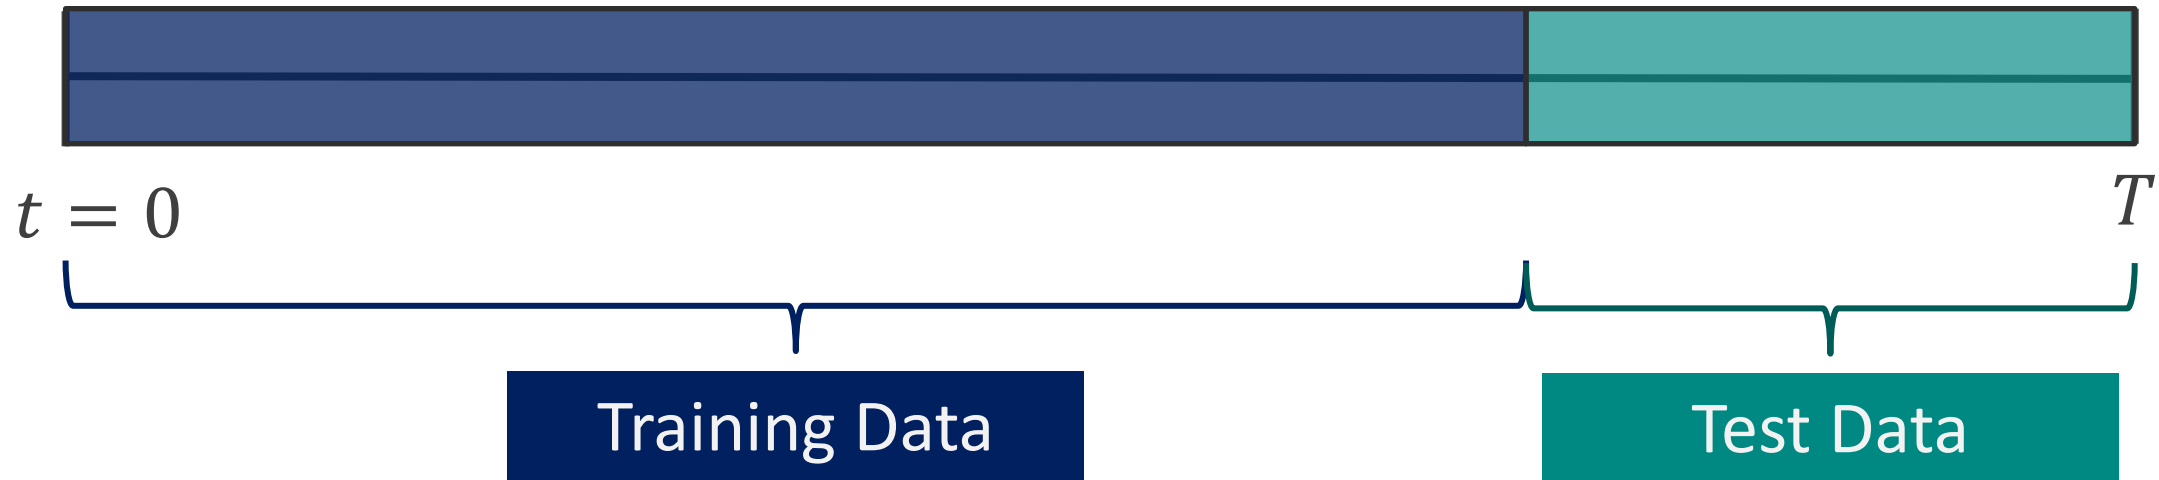 t = 0
T
Training Data
Test Data